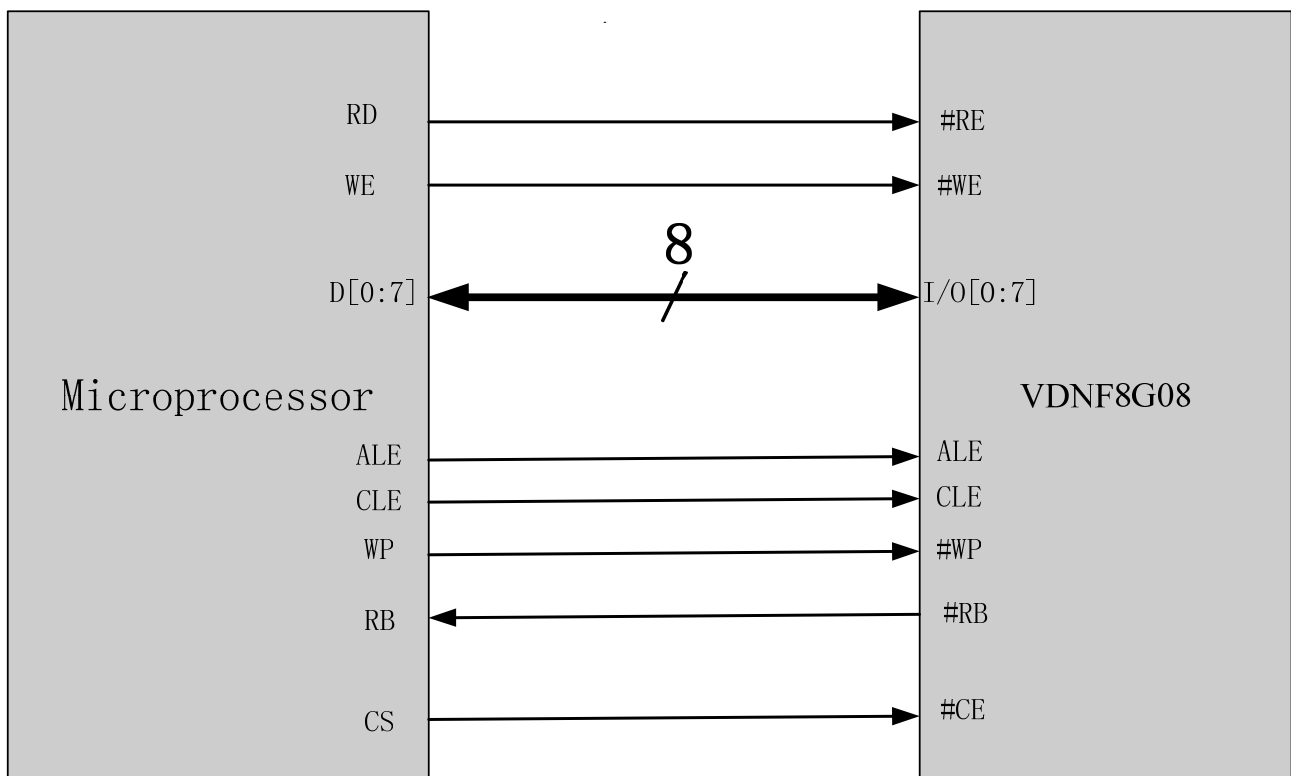 RD #RE
WE #WE
8
D[0:7] I/O[0:7]
Microprocessor VDNF8G08
ALE ALE
CLE CLE
WP #WP
RB #RB
CS #CE